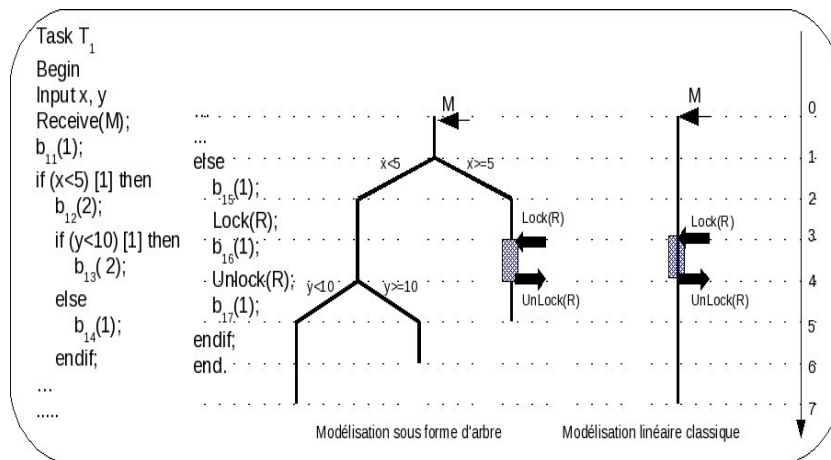 Task T1
Begin
Input x, y
Receive(M);
b11(1);
if (x<5) [1] then
b12(2);
if (y<10) [1] then
b13( 2);
else
b14(1);
endif;
...
.....
...
...
else
b15(1);
Lock(R);
b16(1);
Unlock(R);
b17(1);
endif;
end.
M
x<5
x>=5
Lock(R)
UnLock(R)
y<10
y>=10
Modélisation sous forme d'arbre
M
Lock(R)
UnLock(R)
Modélisation linéaire classique
0
1
2
3
4
5
6
7